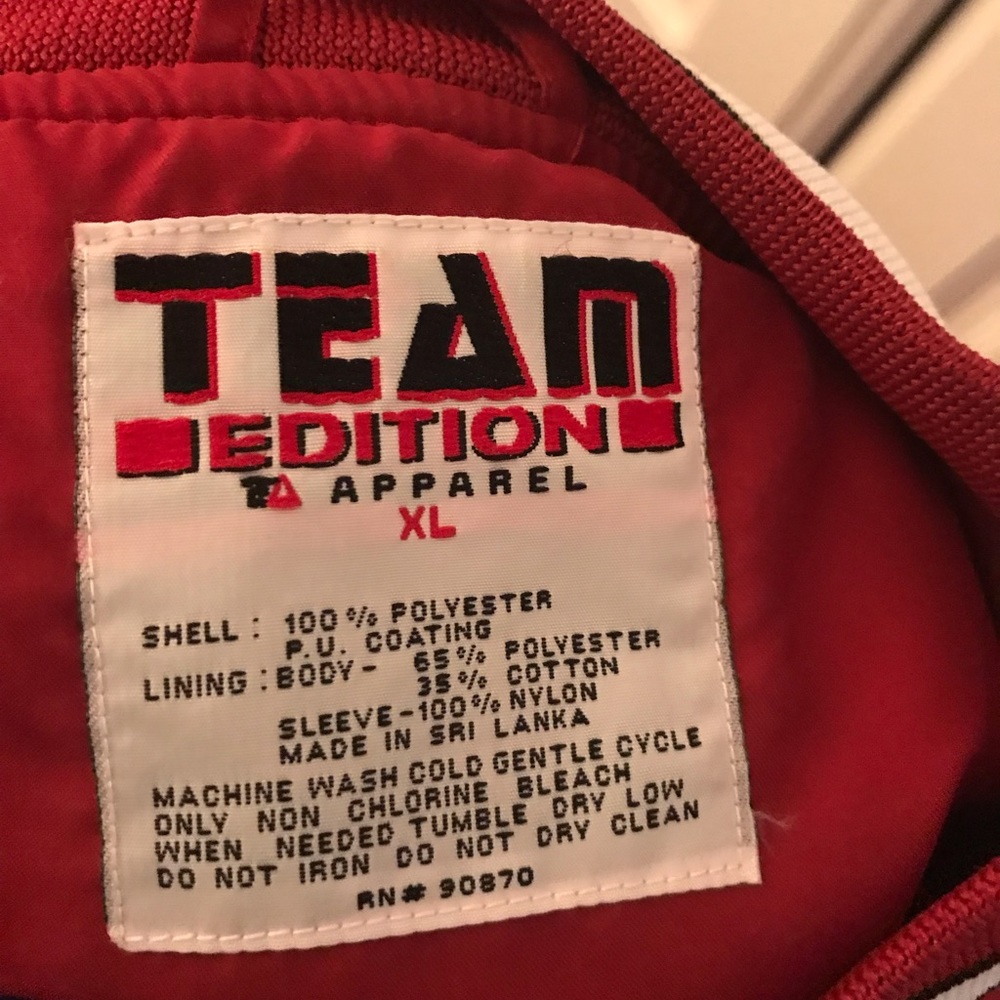 TEAM
EDITION
APPAREL
XL
SHELL : 100% POLYESTER
P.U. COATING
LINING : BODY - 65% POLYESTER
35% COTTON
SLEEVE-100% NYLON
MADE IN SRI LANKA
MACHINE WASH COLD GENTLE CYCLE
ONLY NON CHLORINE BLEACH
WHEN NEEDED TUMBLE DRY LOW
DO NOT IRON DO NOT DRY CLEAN
RN# 90870